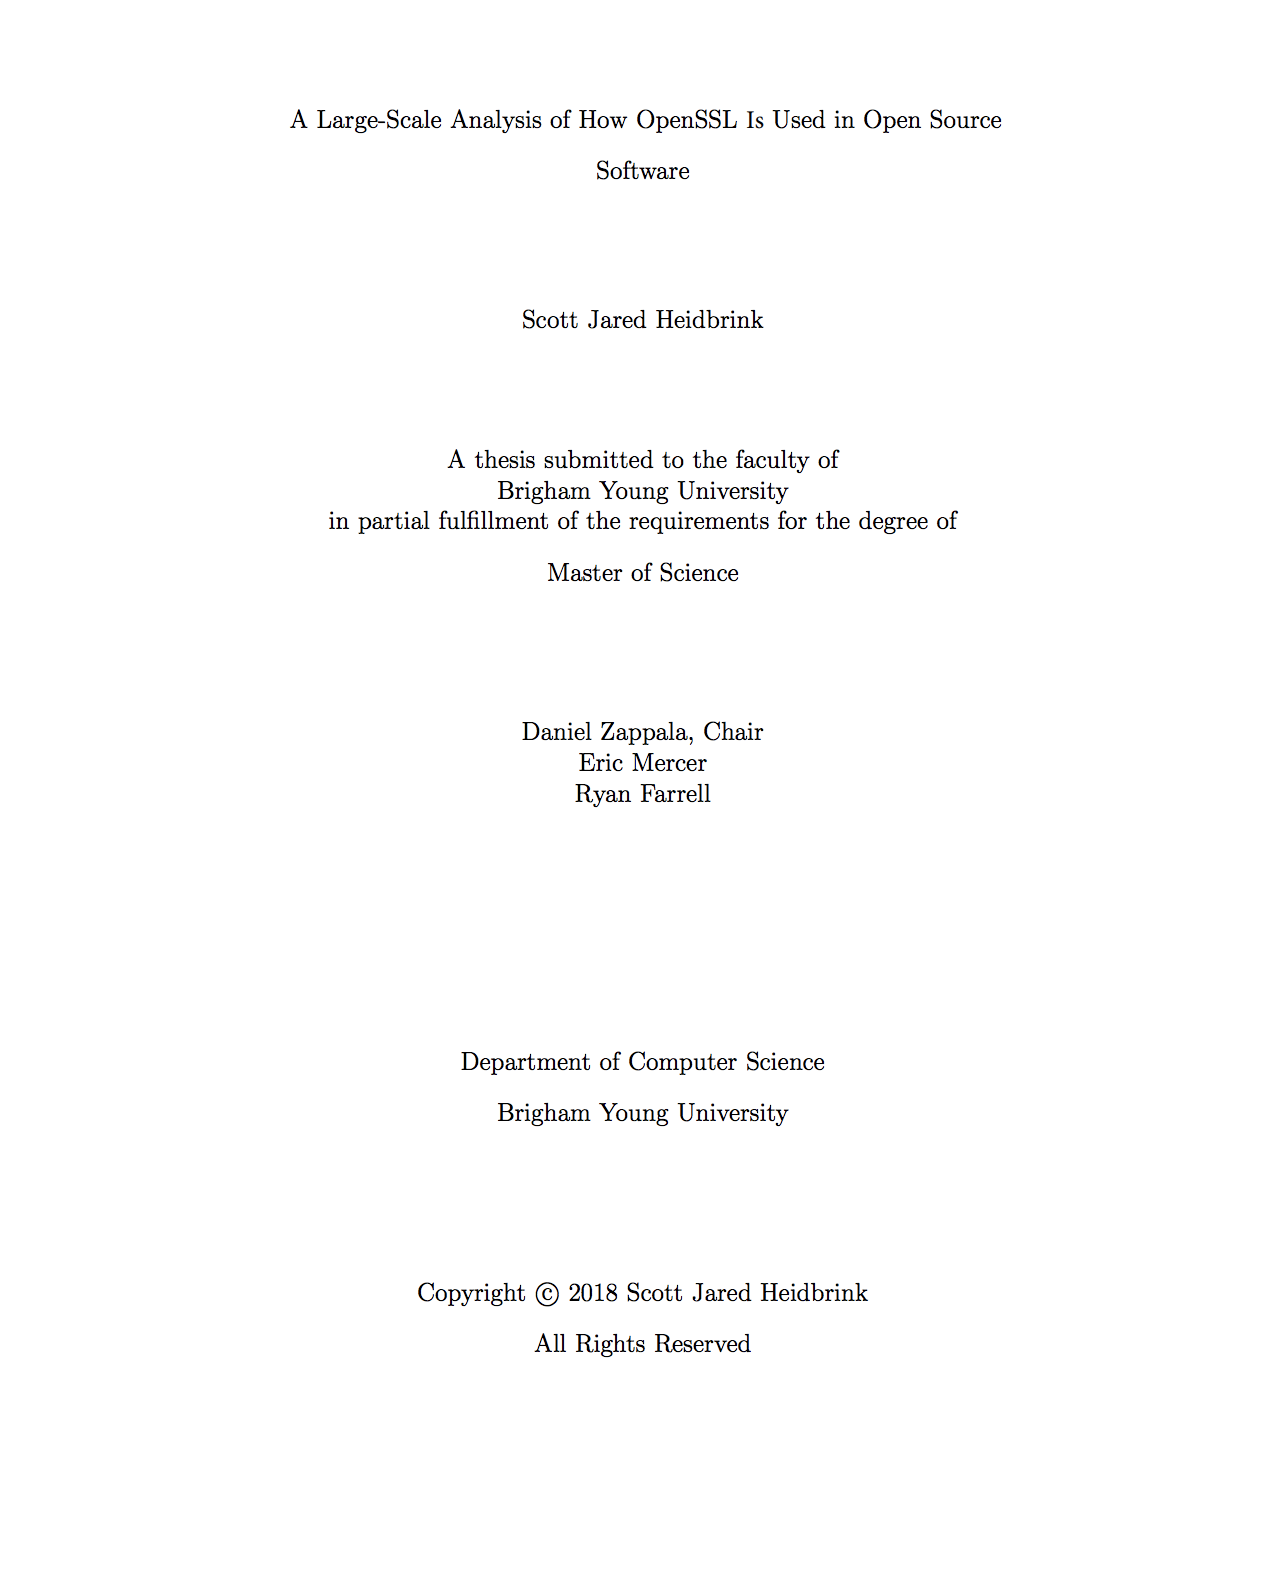 A Large-Scale Analysis of How OpenSSL Is Used in Open Source
Software
Scott Jared Heidbrink
A thesis submitted to the faculty of
Brigham Young University
in partial fulfillment of the requirements for the degree of
Master of Science
Daniel Zappala, Chair
Eric Mercer
Ryan Farrell
Department of Computer Science
Brigham Young University
Copyright © 2018 Scott Jared Heidbrink
All Rights Reserved